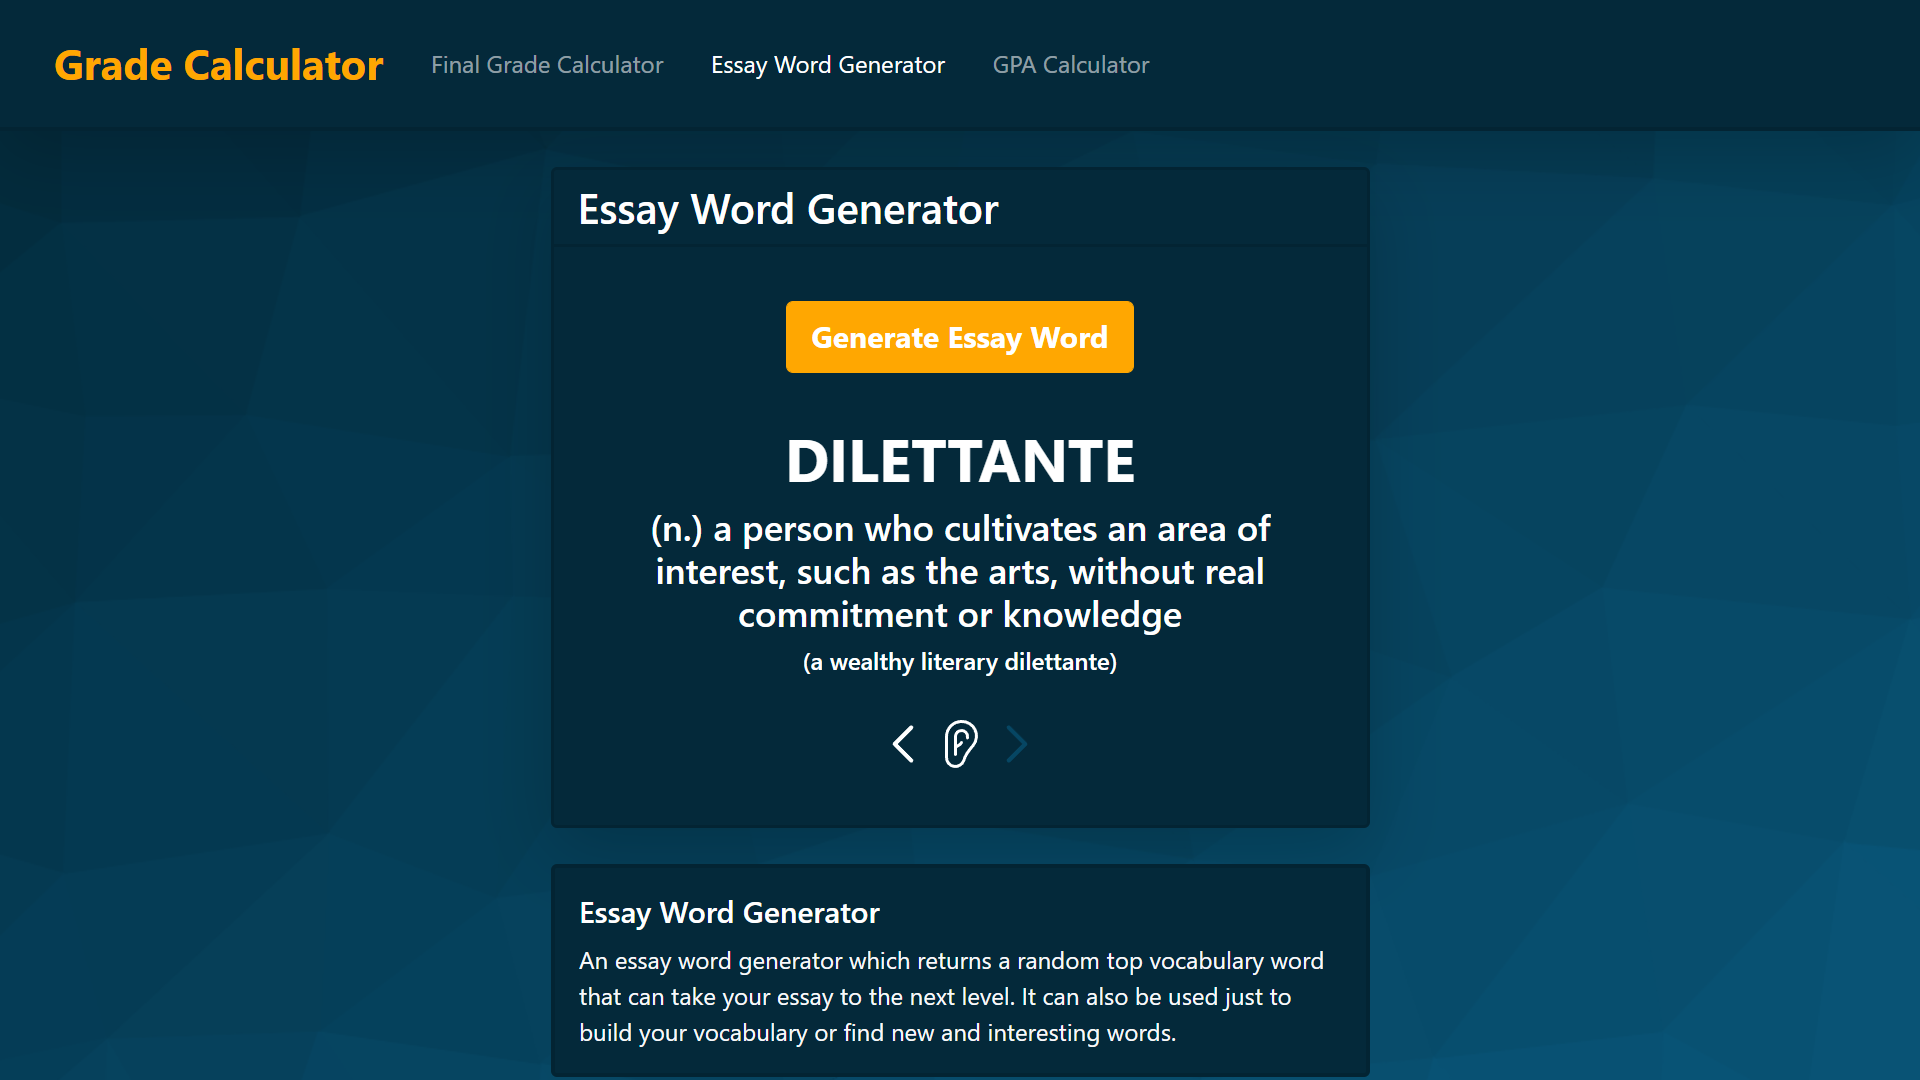 Grade Calculator
Final Grade Calculator
Essay Word Generator
GPA Calculator
Essay Word Generator
Generate Essay Word
DILETTANTE
(n.) a person who cultivates an area of
interest, such as the arts, without real
commitment or knowledge
(a wealthy literary dilettante)
Essay Word Generator
An essay word generator which returns a random top vocabulary word
that can take your essay to the next level. It can also be used just to
build your vocabulary or find new and interesting words.